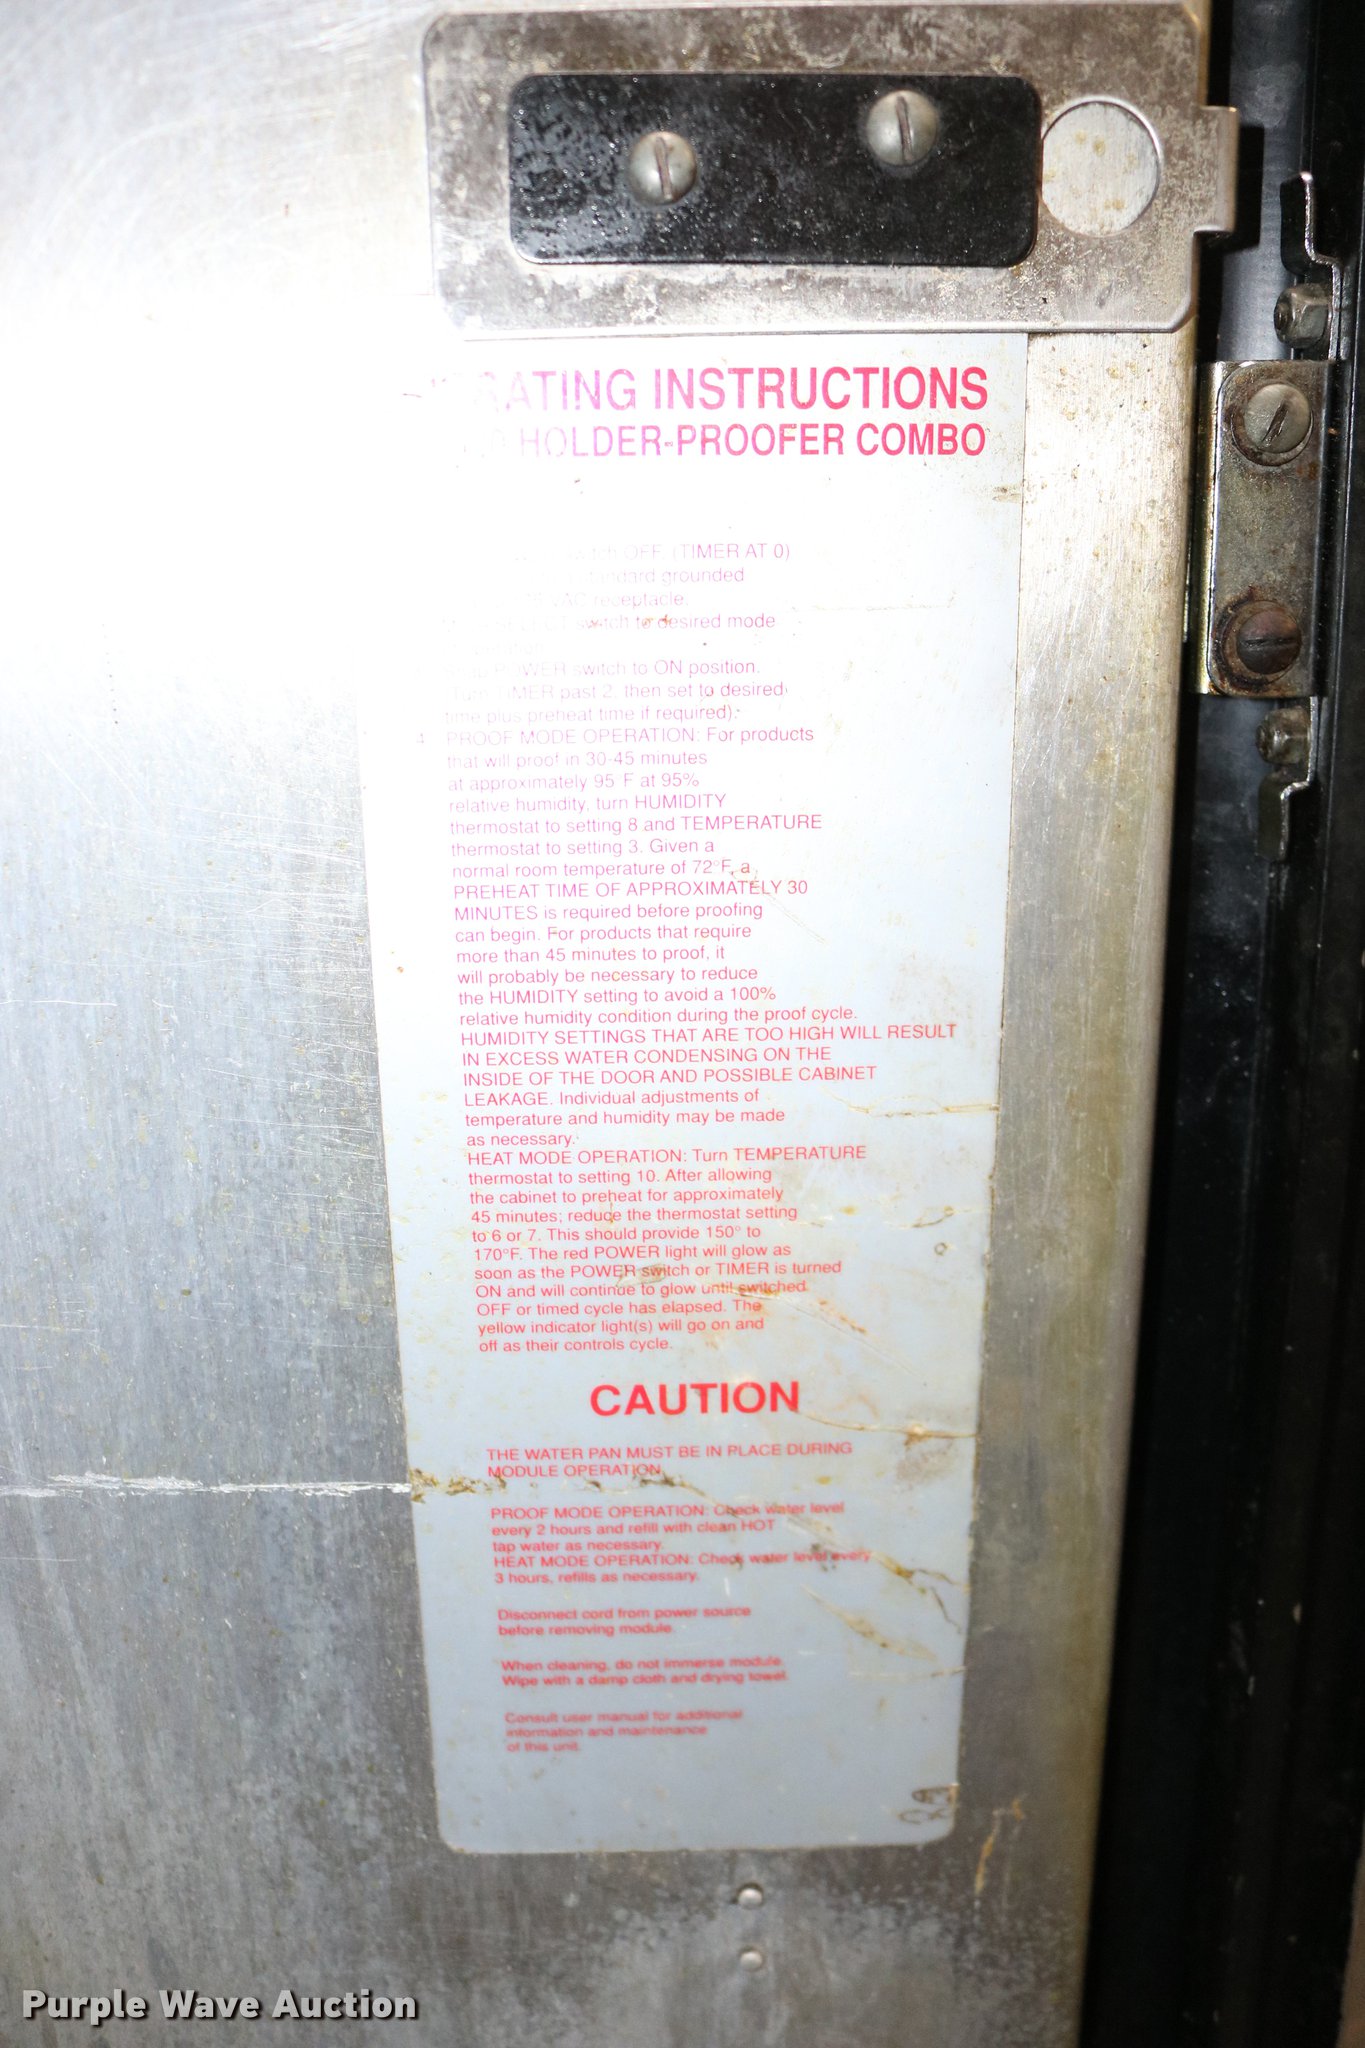 RATING INSTRUCTIONS
HOLDER-PROOFER COMBO
switch OFF. (TIMER AT 0)
standard grounded
VAC receptacle.
switch to desired mode
POWER switch to ON position.
Turn TIMER past 2, then set to desired
time plus preheat time if required).
4. PROOF MODE OPERATION: For products
that will proof in 30-45 minutes
at approximately 95°F at 95%
relative humidity, turn HUMIDITY
thermostat to setting 8 and TEMPERATURE
thermostat to setting 3. Given a
normal room temperature of 72°F, a
PREHEAT TIME OF APPROXIMATELY 30
MINUTES is required before proofing
can begin. For products that require
more than 45 minutes to proof, it
will probably be necessary to reduce
the HUMIDITY setting to avoid a 100%
relative humidity condition during the proof cycle.
HUMIDITY SETTINGS THAT ARE TOO HIGH WILL RESULT
IN EXCESS WATER CONDENSING ON THE
INSIDE OF THE DOOR AND POSSIBLE CABINET
LEAKAGE. Individual adjustments of
temperature and humidity may be made
as necessary.
HEAT MODE OPERATION: Turn TEMPERATURE
thermostat to setting 10. After allowing
the cabinet to preheat for approximately
45 minutes; reduce the thermostat setting
to 6 or 7. This should provide 150° to
170°F. The red POWER light will glow as
soon as the POWER switch or TIMER is turned
ON and will continue to glow until switched
OFF or timed cycle has elapsed. The
yellow indicator light(s) will go on and
off as their controls cycle.
CAUTION
THE WATER PAN MUST BE IN PLACE DURING
MODULE OPERATION.
PROOF MODE OPERATION: Check water level
every 2 hours and refill with clean HOT
tap water as necessary.
HEAT MODE OPERATION: Check water level every
3 hours, refills as necessary.
Disconnect cord from power source
before removing module.
When cleaning, do not immerse module.
Wipe with a damp cloth and drying towel.
Consult user manual for additional
information and maintenance
of this unit.
Purple Wave Auction